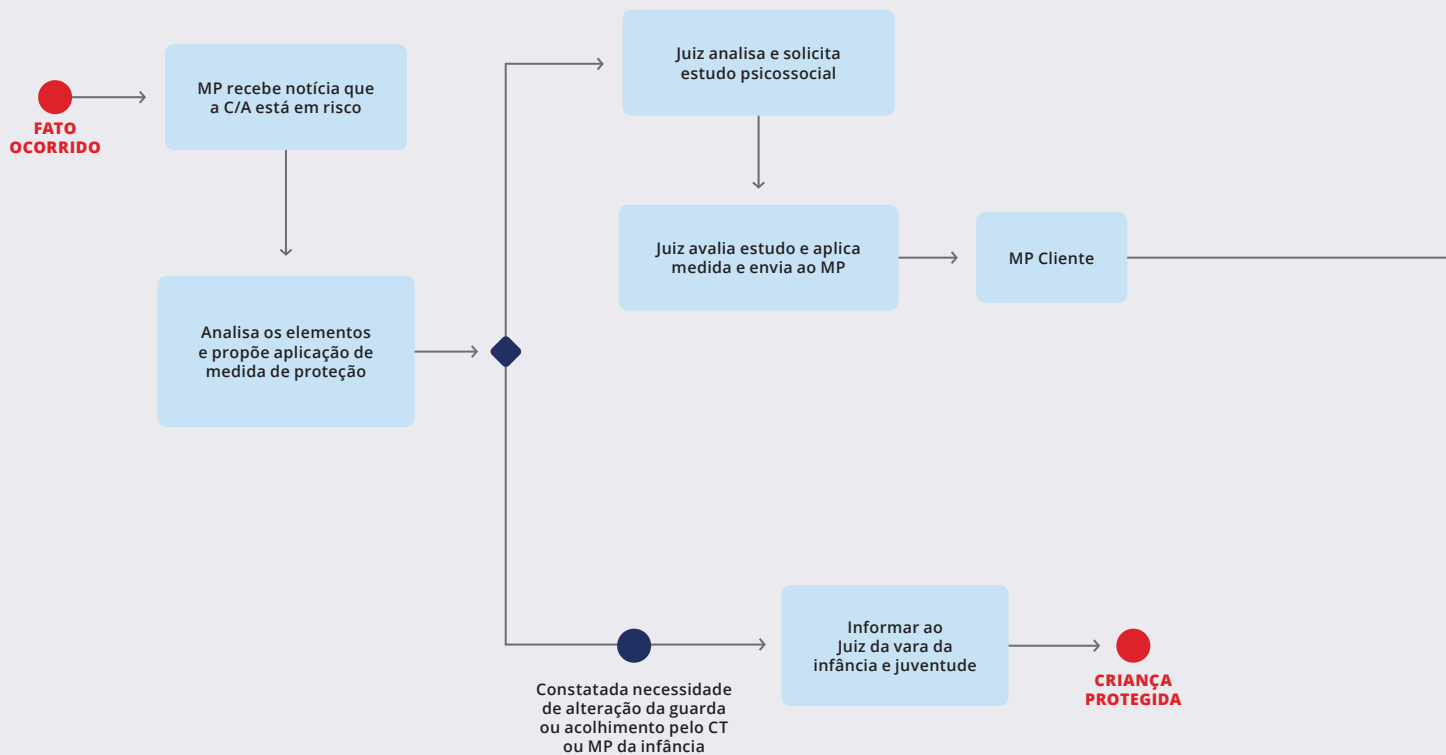 FATO
OCORRIDO
MP recebe notícia que
a C/A está em risco
Analisa os elementos
e propõe aplicação de
medida de proteção
Juiz analisa e solicita
estudo psicossocial
Juiz avalia estudo e aplica
medida e envia ao MP
MP Cliente
Constatada necessidade
de alteração da guarda
ou acolhimento pelo CT
ou MP da infância
Informar ao
Juiz da vara da
infância e juventude
CRIANÇA
PROTEGIDA